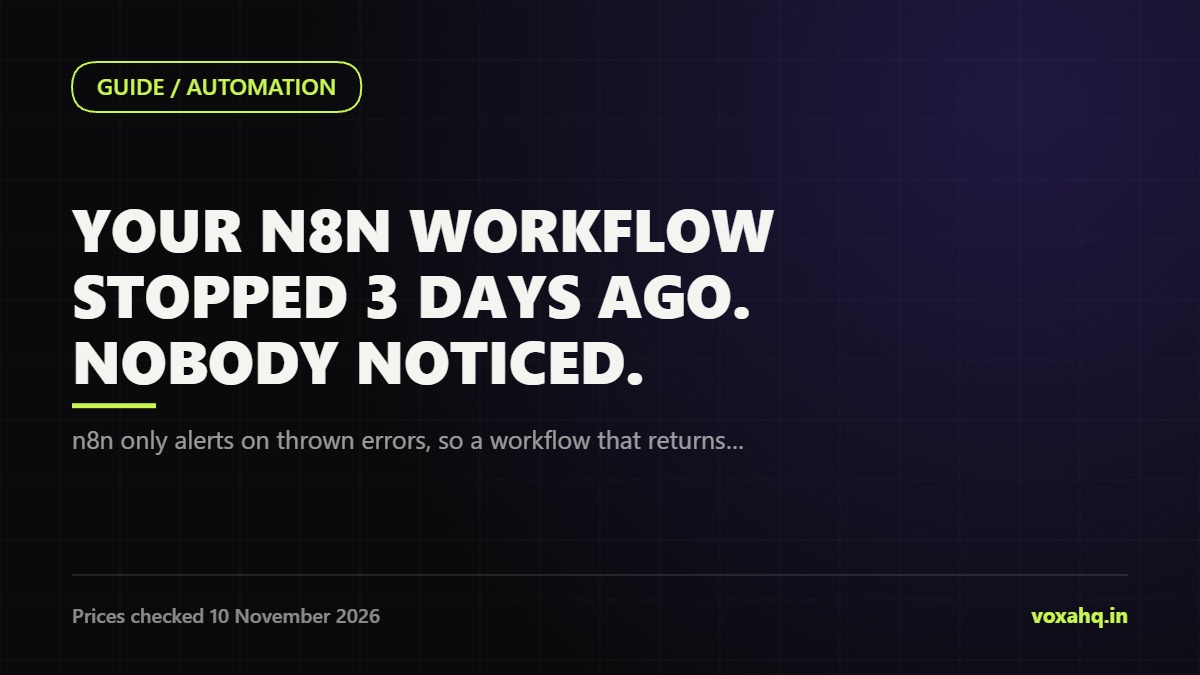 GUIDE / AUTOMATION
YOUR N8N WORKFLOW
STOPPED 3 DAYS AGO.
NOBODY NOTICED.
n8n only alerts on thrown errors, so a workflow that returns...
Prices checked 10 November 2026
voxahq.in